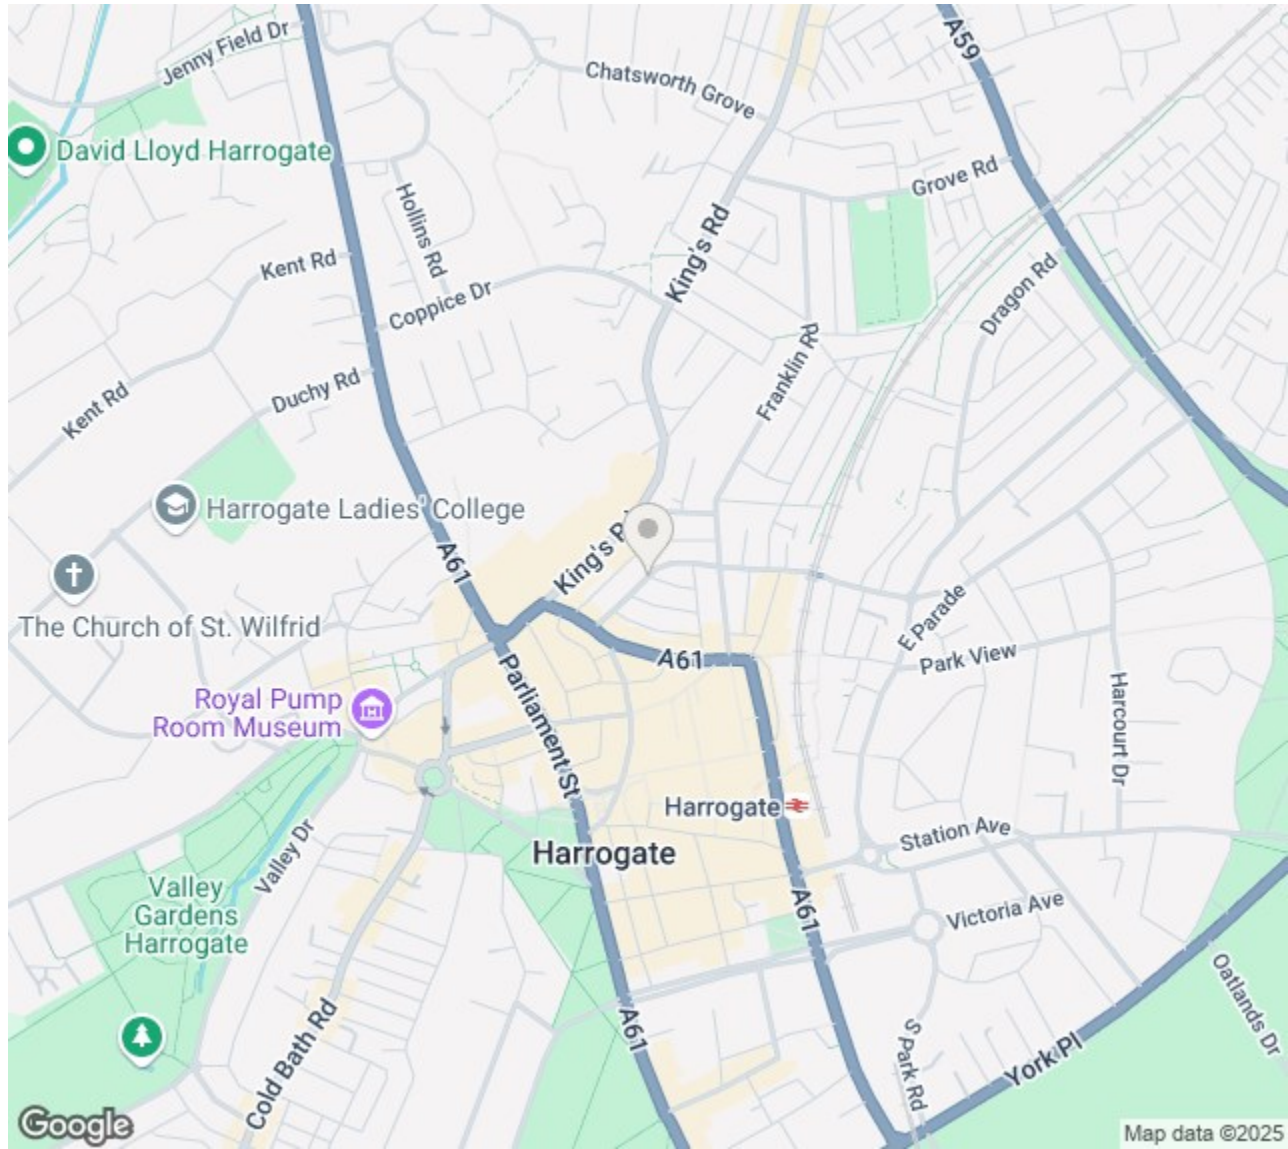 Jenny Field Dr
A59
Chatsworth Grove
David Lloyd Harrogate
Grove Rd
Hollins Rd
King's Rd
Kent Rd
Dragon Rd
Coppice Dr
Franklin Rd
Duchy Rd
Kent Rd
Harrogate Ladies' College
King's R
A61
The Church of St. Wilfrid
E Parade
A61
Park View
Parliament St
Royal Pump
Room Museum
Harcourt Dr
Harrogate
Station Ave
Valley Dr
Harrogate
Valley
Gardens
Harrogate
A61
Victoria Ave
Oatlands Dr
A61
Cold Bath Rd
S Park Rd
York Pl
Google
Map data ©2025